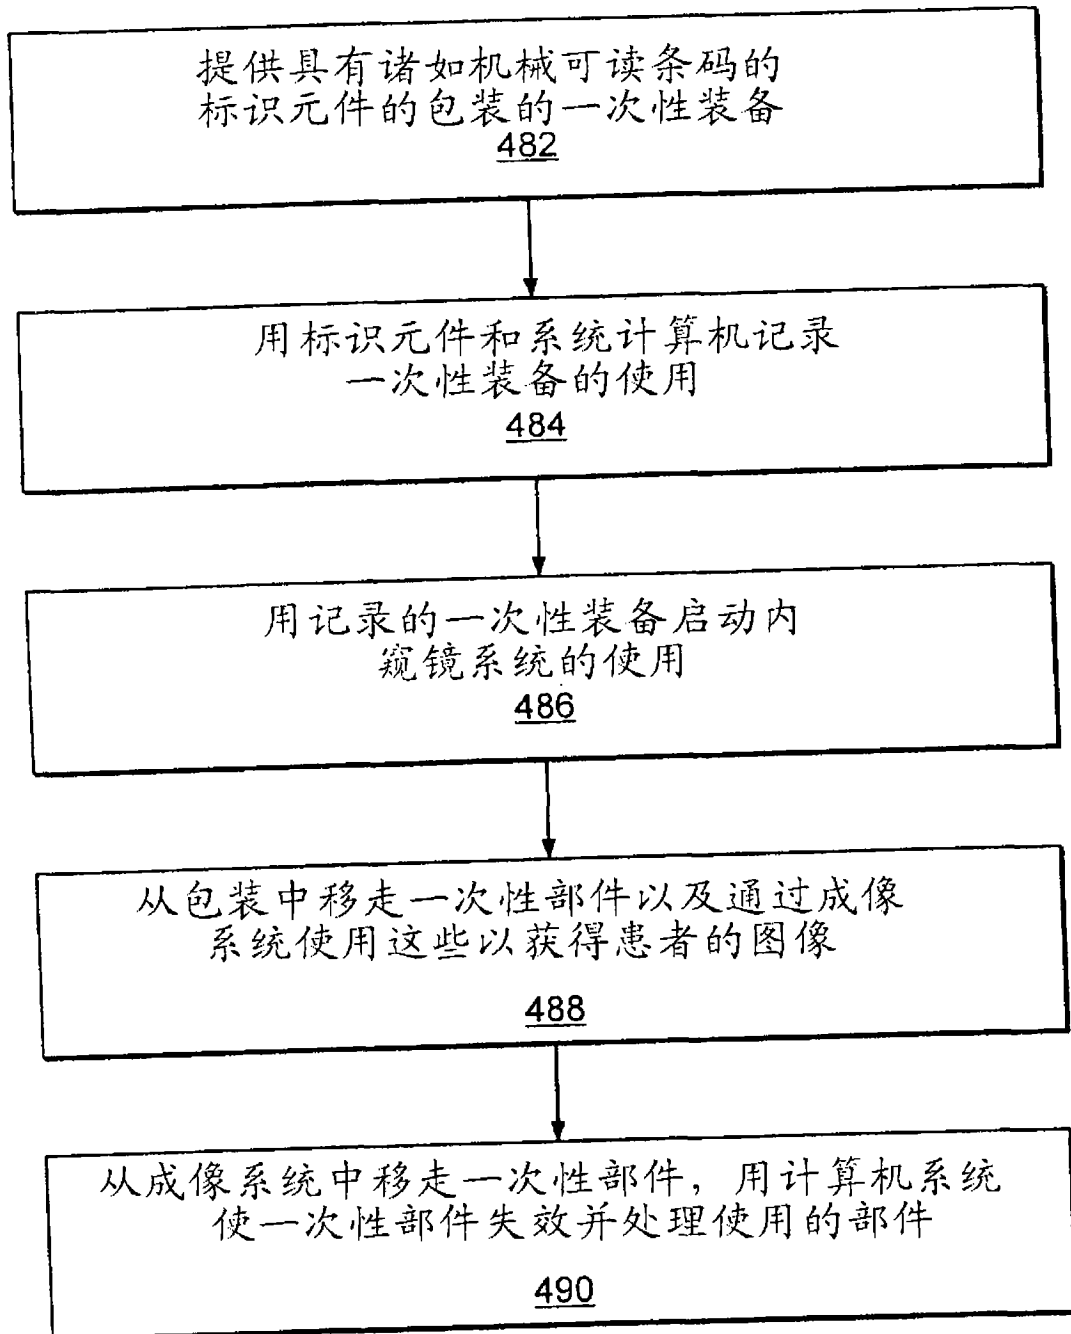 提供具有诸如机械可读条码的
标识元件的包装的一次性装备
482
用标识元件和系统计算机记录
一次性装备的使用
484
用记录的一次性装备启动内
窥镜系统的使用
486
从包装中移走一次性部件以及通过成像
系统使用这些以获得患者的图像
488
从成像系统中移走一次性部件，用计算机系统
使一次性部件失效并处理使用的部件
490